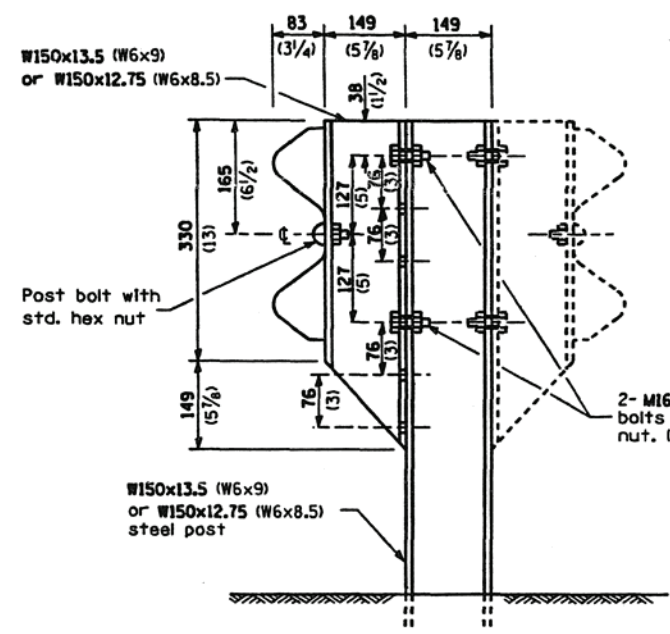 83
(3¼)
149
(5⅞)
149
(5⅞)
W150x13.5 (W6x9)
or W150x12.75 (W6x8.5)
38
(1½)
165
(6½)
330
(13)
127
(5)
76
(3)
76
(3)
℄
127
(5)
Post bolt with
std. hex nut
76
(3)
149
(5⅞)
76
(3)
2- M16
bolts
nut. (
W150x13.5 (W6x9)
or W150x12.75 (W6x8.5)
steel post